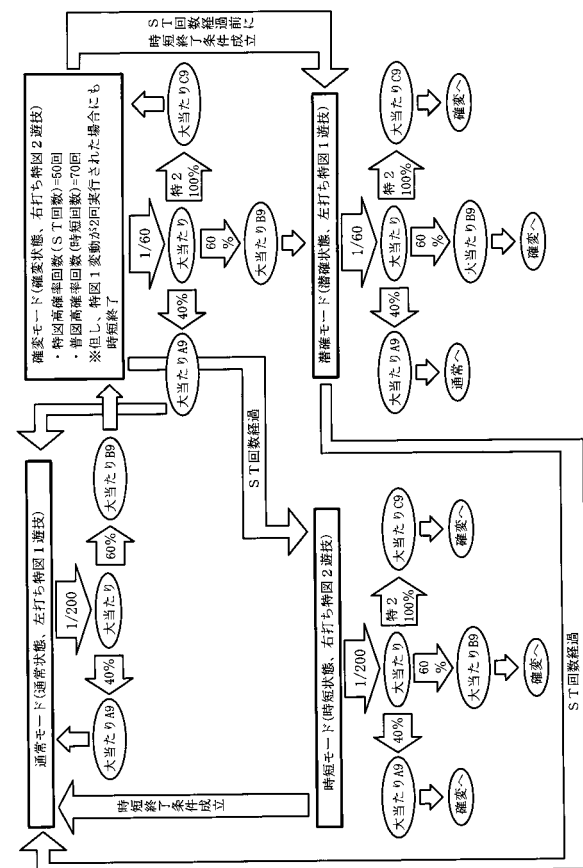 通常モード(通常状態、左打ち特図1遊技)
1/200
大当たり
40%
大当たりA9
60%
大当たりB9
確変モード(確変状態、右打ち特図2遊技)
・特図高確率回数(ST回数)=50回
・普図高確率回数(時短回数)=70回
※但し、特図1変動が2回実行された場合にも
時短終了
1/60
大当たり
40%
大当たりA9
60
%
大当たりB9
特2
100%
大当たりC9
ST回数経過前に
時短終了条件成立
ST回数経過
時短終了条件成立
時短モード(時短状態、右打ち特図2遊技)
1/200
大当たり
40%
大当たりA9
確変へ
60
%
大当たりB9
確変へ
特2
100%
大当たりC9
確変へ
潜確モード(潜確状態、左打ち特図1遊技)
1/60
大当たり
40%
大当たりA9
通常へ
60
%
大当たりB9
確変へ
特2
100%
大当たりC9
確変へ
ST回数経過